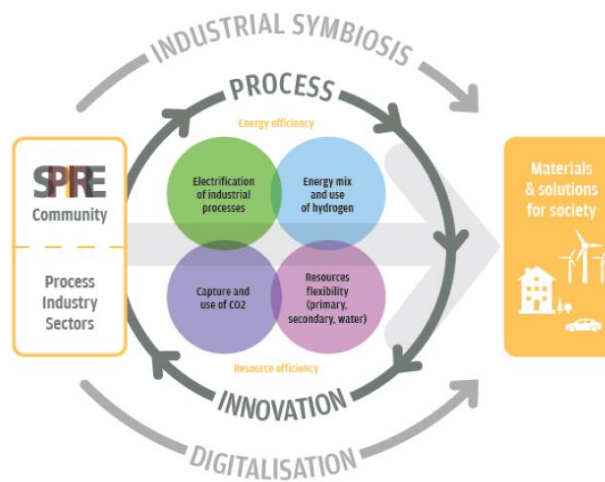 INDUSTRIAL SYMBIOSIS
PROCESS
Energy efficiency
SPIRE
Community
Process
Industry
Sectors
Electrification
of industrial
processes
Energy mix
and use
of hydrogen
Capture and
use of CO2
Resources
flexibility
(primary,
secondary, water)
Resource efficiency
INNOVATION
DIGITALISATION
Materials
& solutions
for society